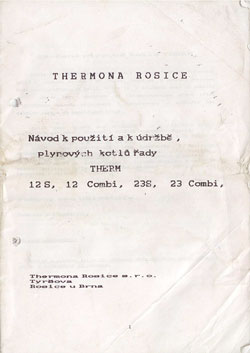 THERMONA ROSICE
Návod k použití a k údržbě,
plynových kotlů řady
THERM
12S, 12 Combi, 23S, 23 Combi,
Thermona Rosice s.r.o.
Tyršova
Rosice u Brna
1